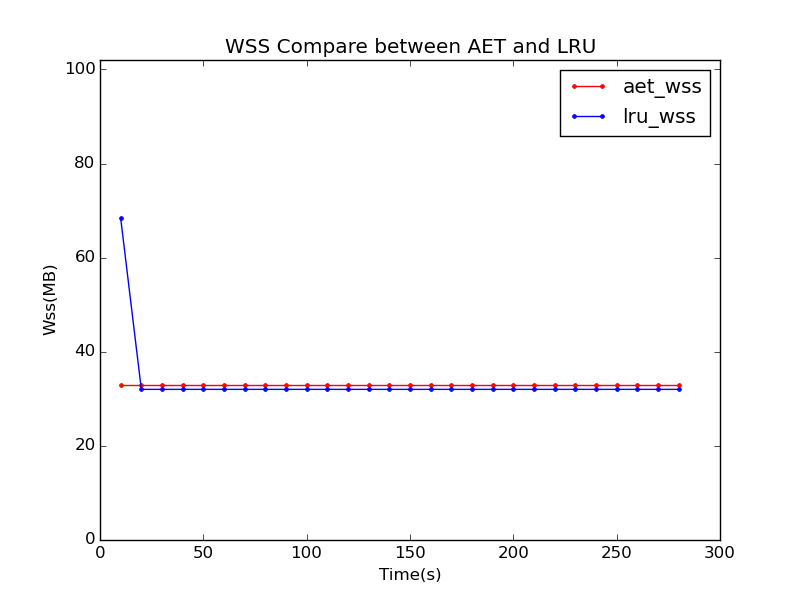 WSS Compare between AET and LRU
100
80
60
40
20
0
Wss(MB)
aet_wss
lru_wss
0 50 100 150 200 250 300
Time(s)